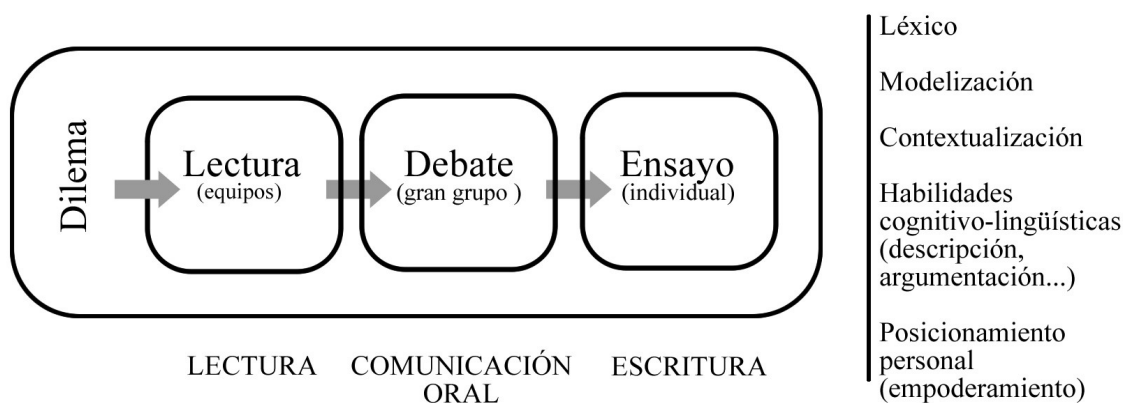 Dilema
Lectura
(equipos)
Debate
(gran grupo )
Ensayo
(individual)
LECTURA
COMUNICACIÓN
ORAL
ESCRITURA
Léxico
Modelización
Contextualización
Habilidades
cognitivo-lingüísticas
(descripción,
argumentación...)
Posicionamiento
personal
(empoderamiento)